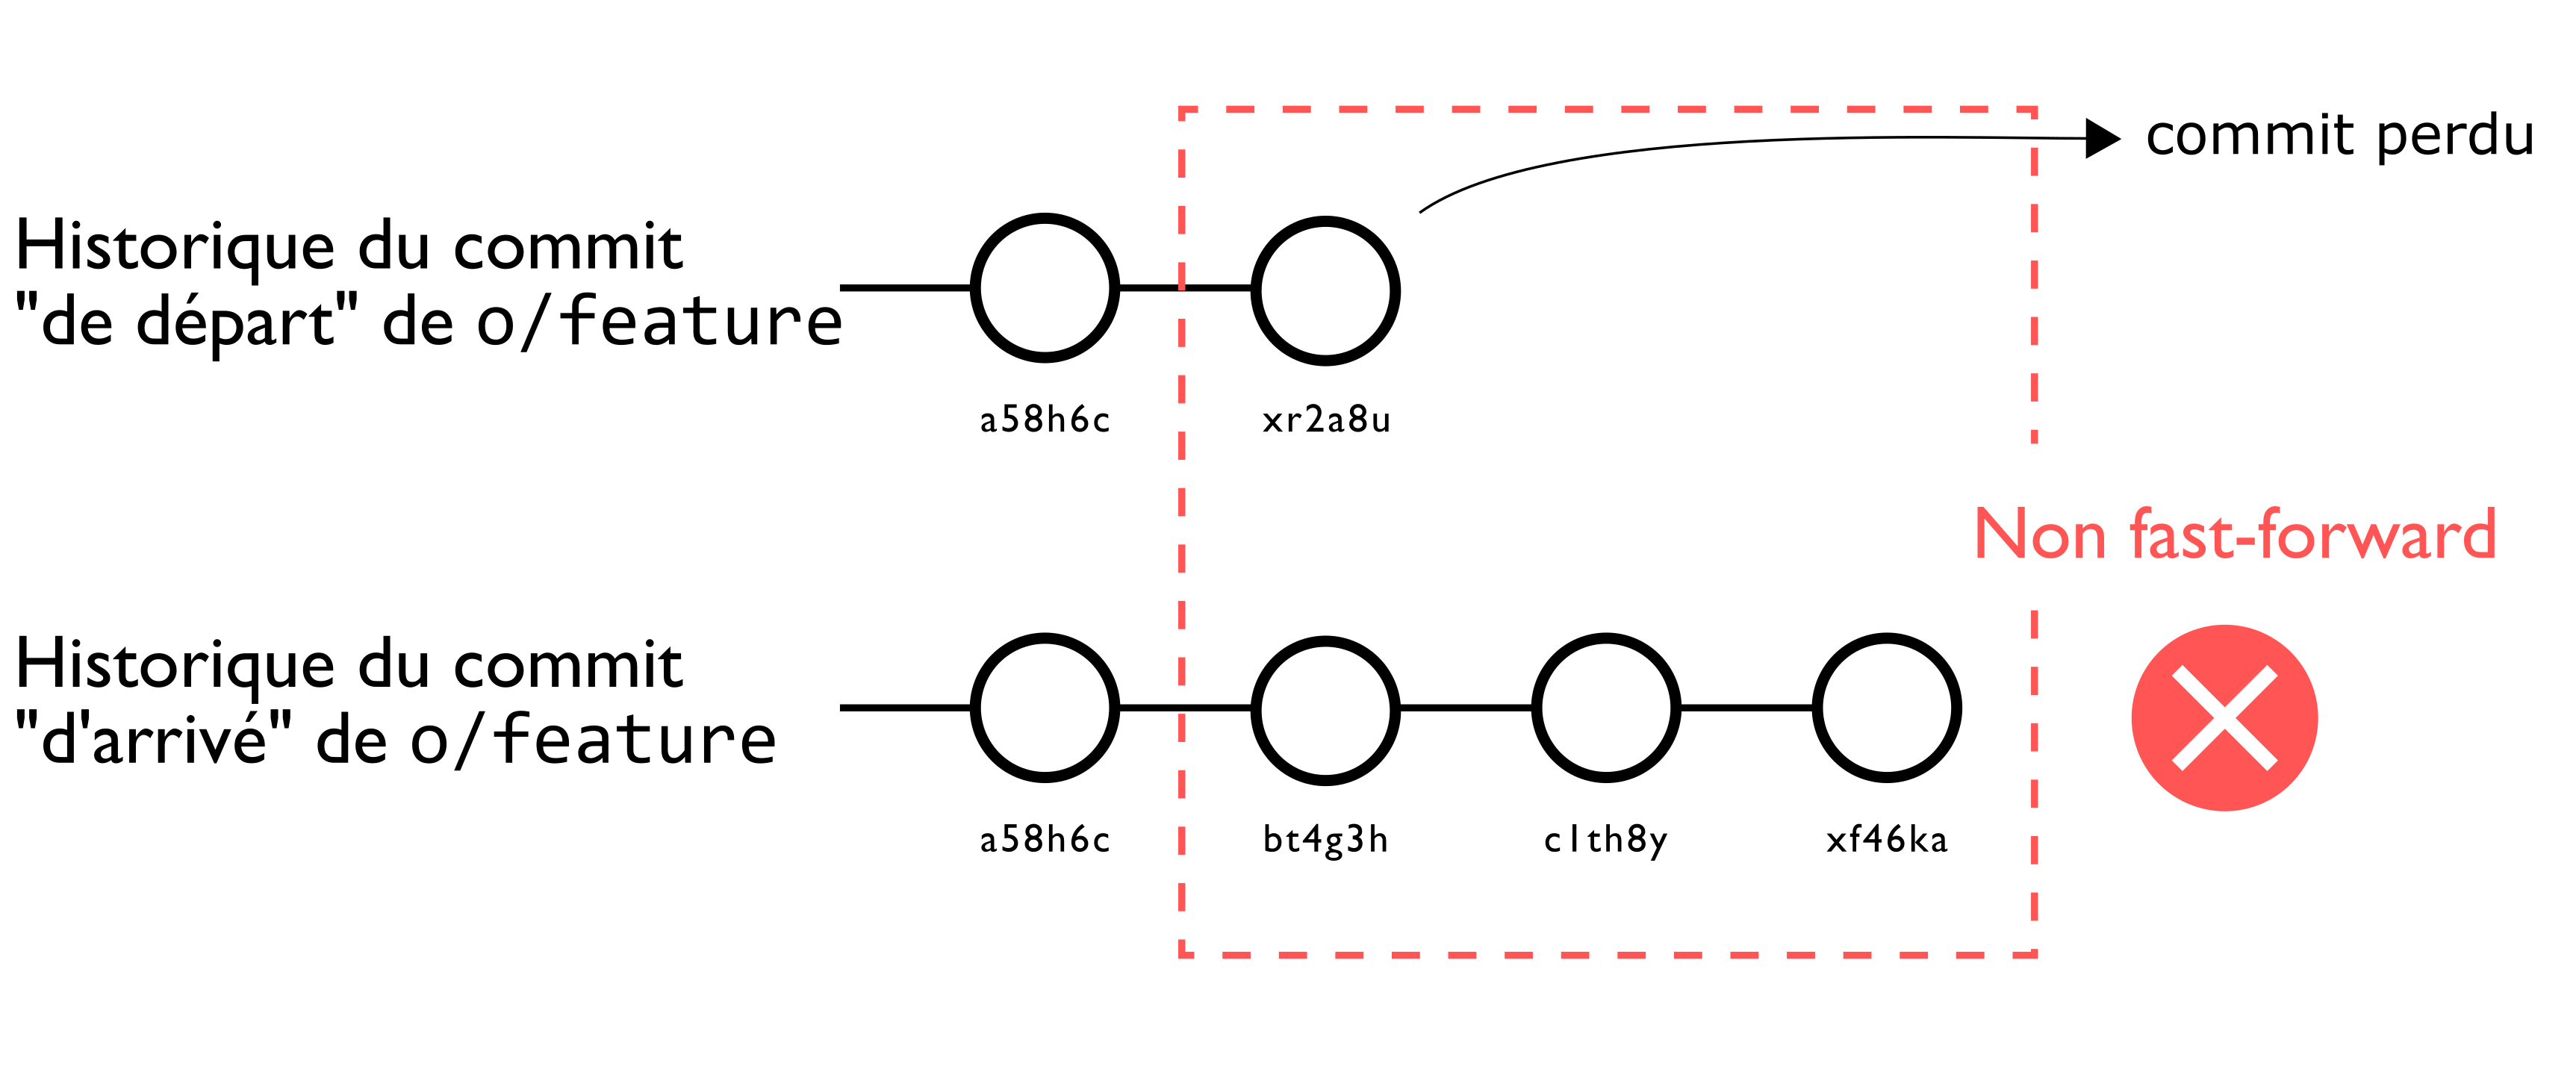 commit perdu
Historique du commit
"de départ" de o/feature
a58h6c
xr2a8u
Non fast-forward
Historique du commit
"d'arrivé" de o/feature
a58h6c
bt4g3h
c1th8y
xf46ka